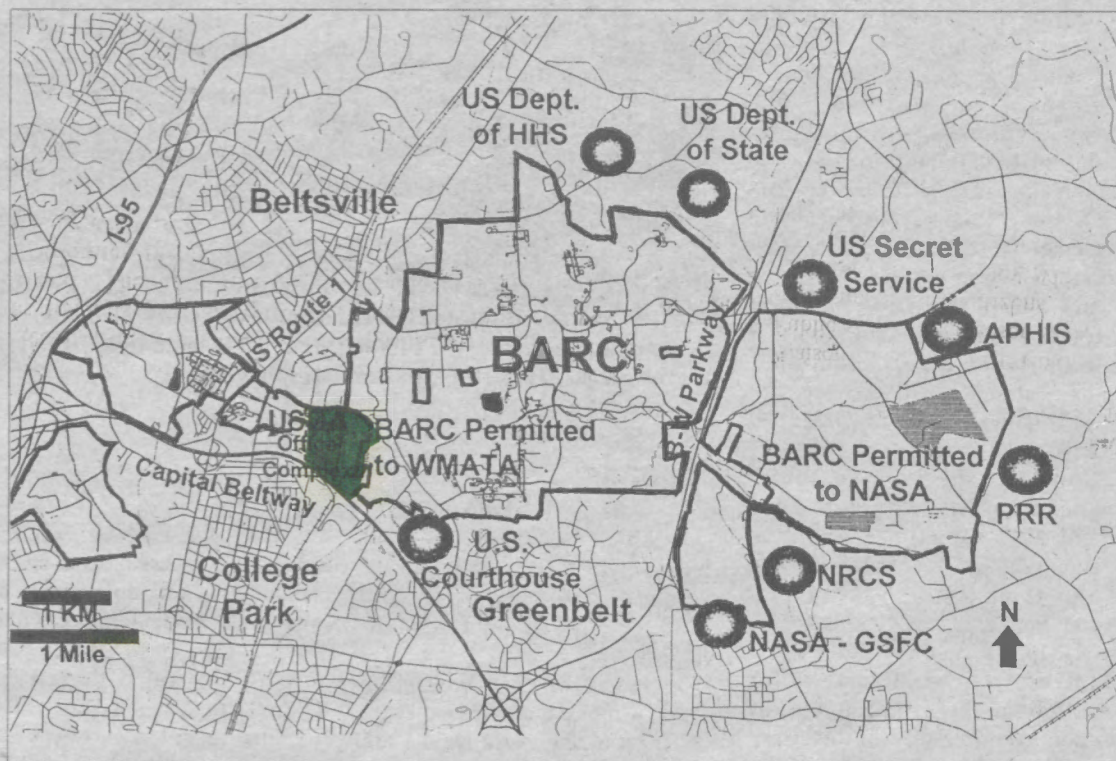 US Dept.
of HHS
US Dept.
of State
Beltsville
I-95
US Secret
Service
US Route 1
APHIS
BARC
B-W Parkway
BARC Permitted
to WMATA
Capital Beltway
BARC Permitted
to NASA
PRR
U.S.
Courthouse
College
Park
Greenbelt
NRCS
NASA - GSFC
1 KM
1 Mile
N